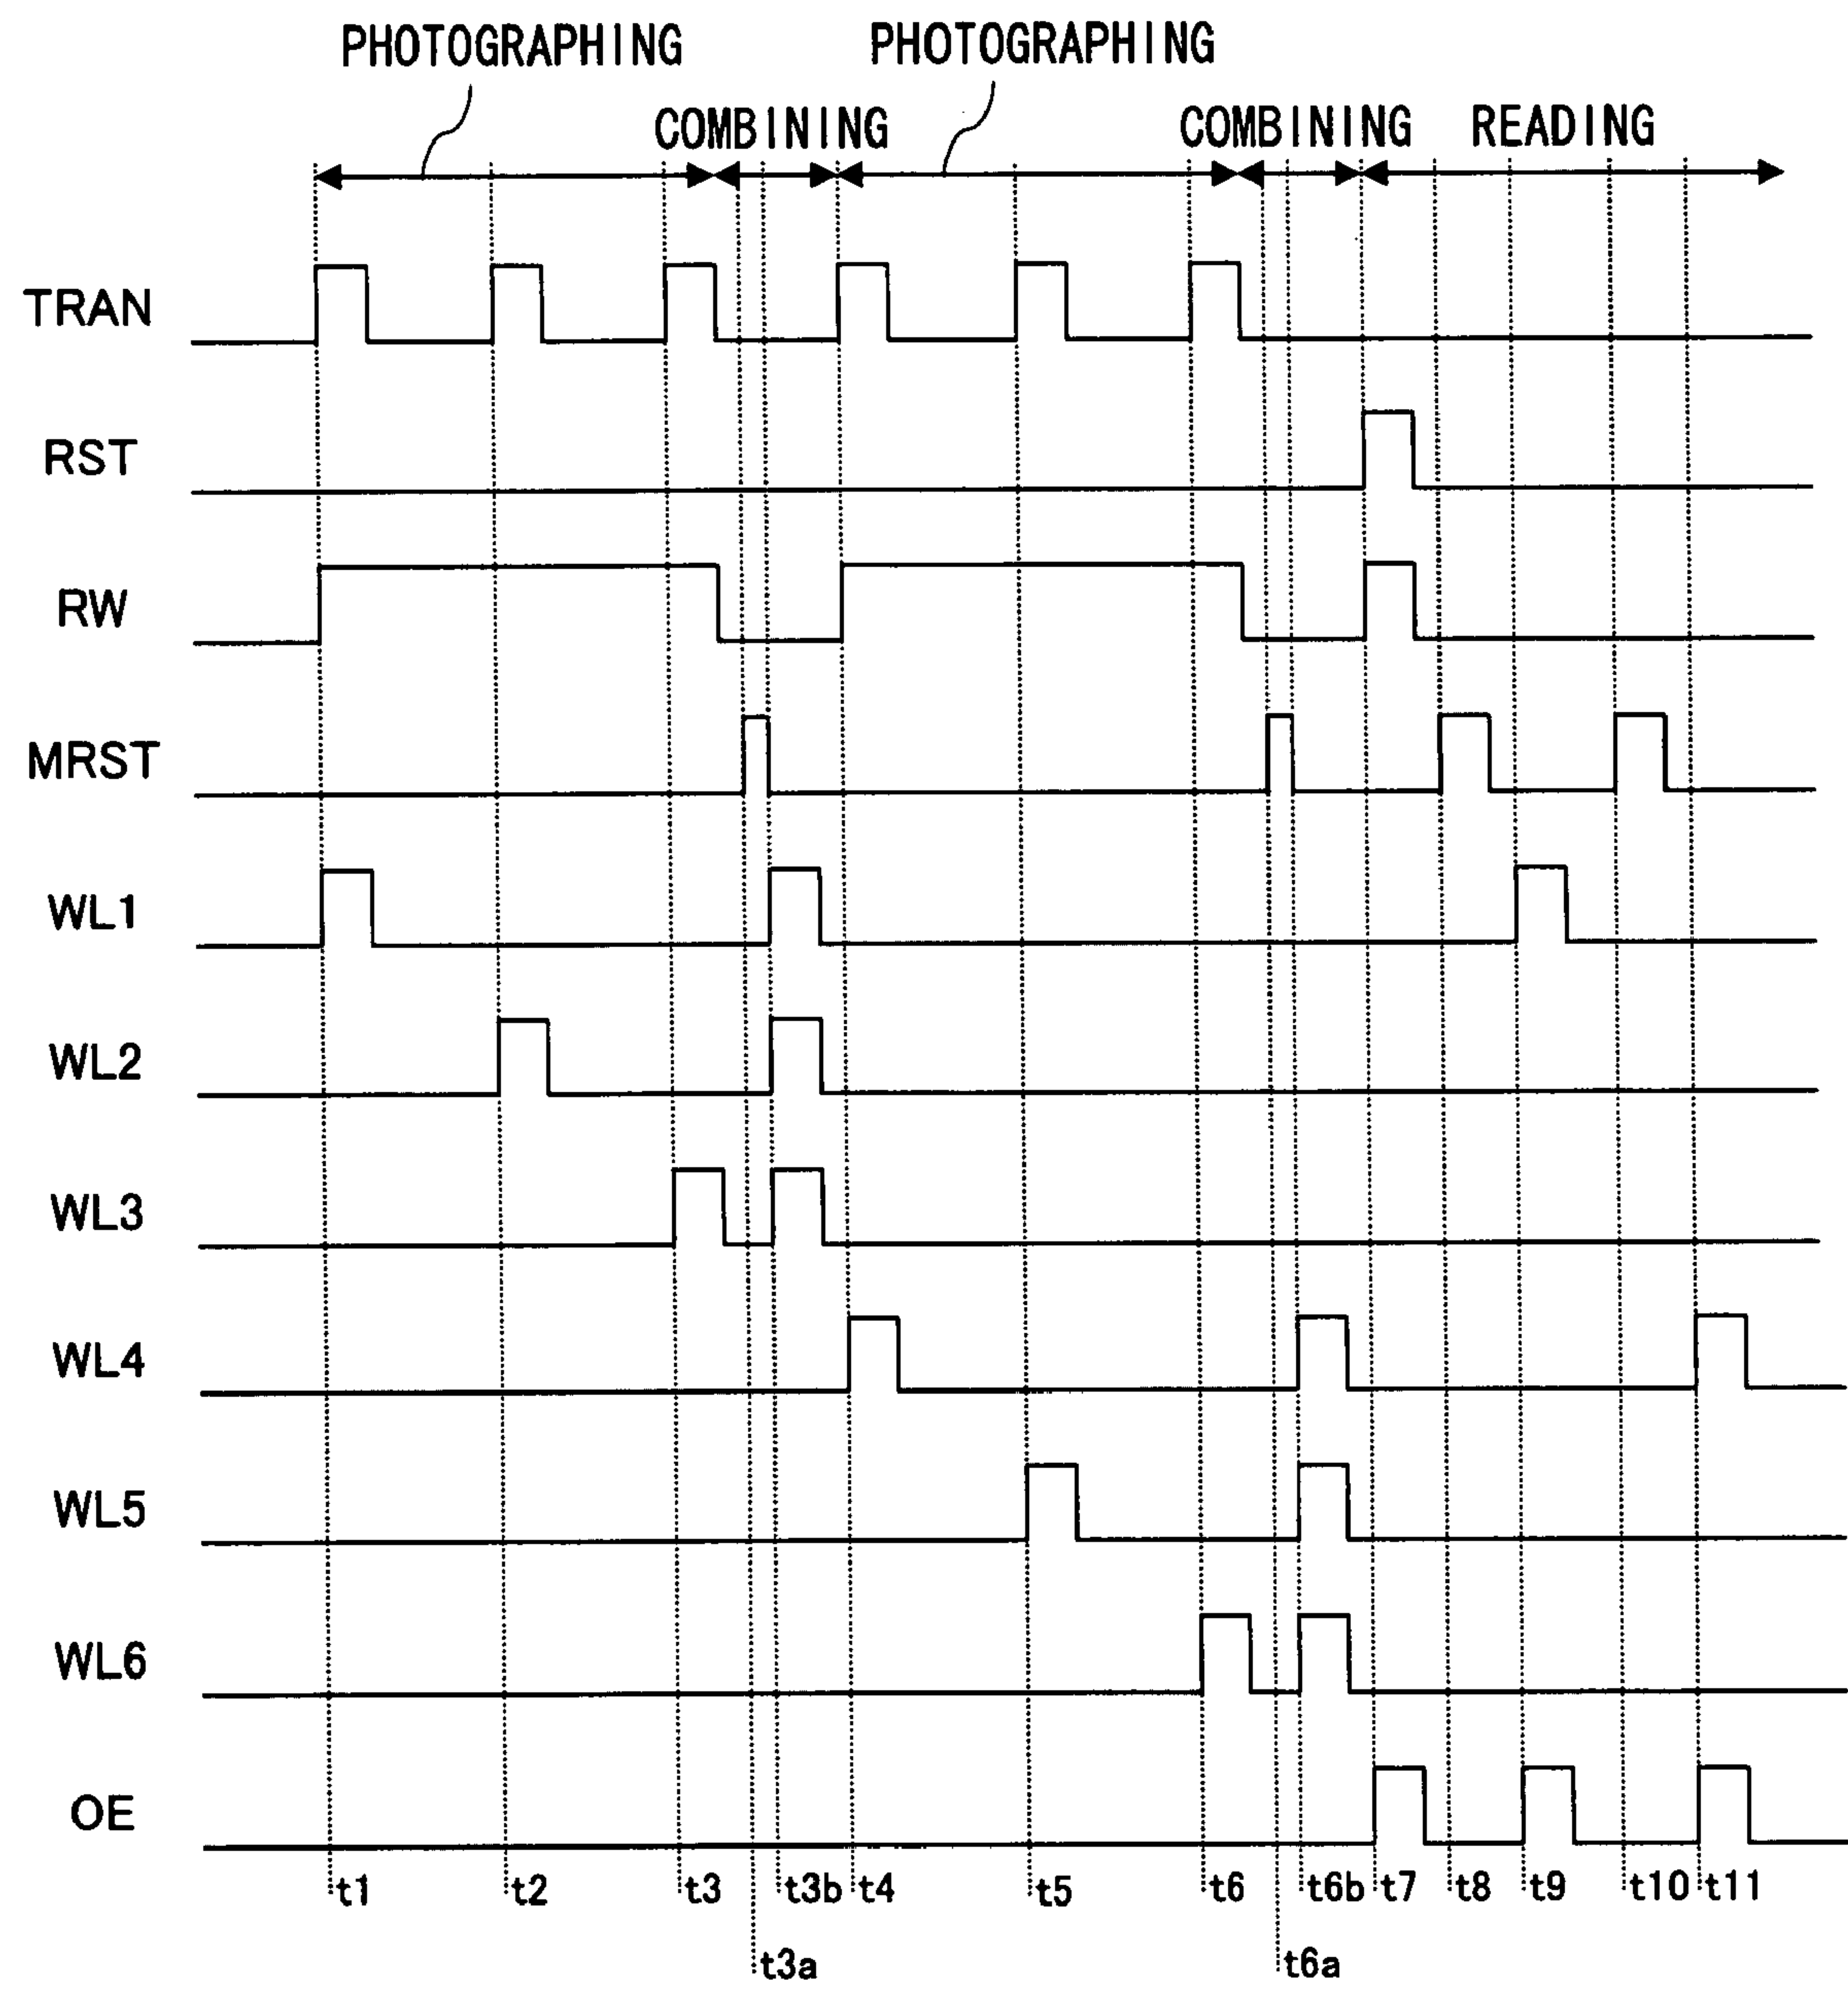 PHOTOGRAPHING PHOTOGRAPHING
COMBINING COMBINING READING
TRAN
RST
RW
MRST
WL1
WL2
WL3
WL4
WL5
WL6
OE
t1 t2 t3 t3b t4 t5 t6 t6b t7 t8 t9 t10 t11
t3a t6a